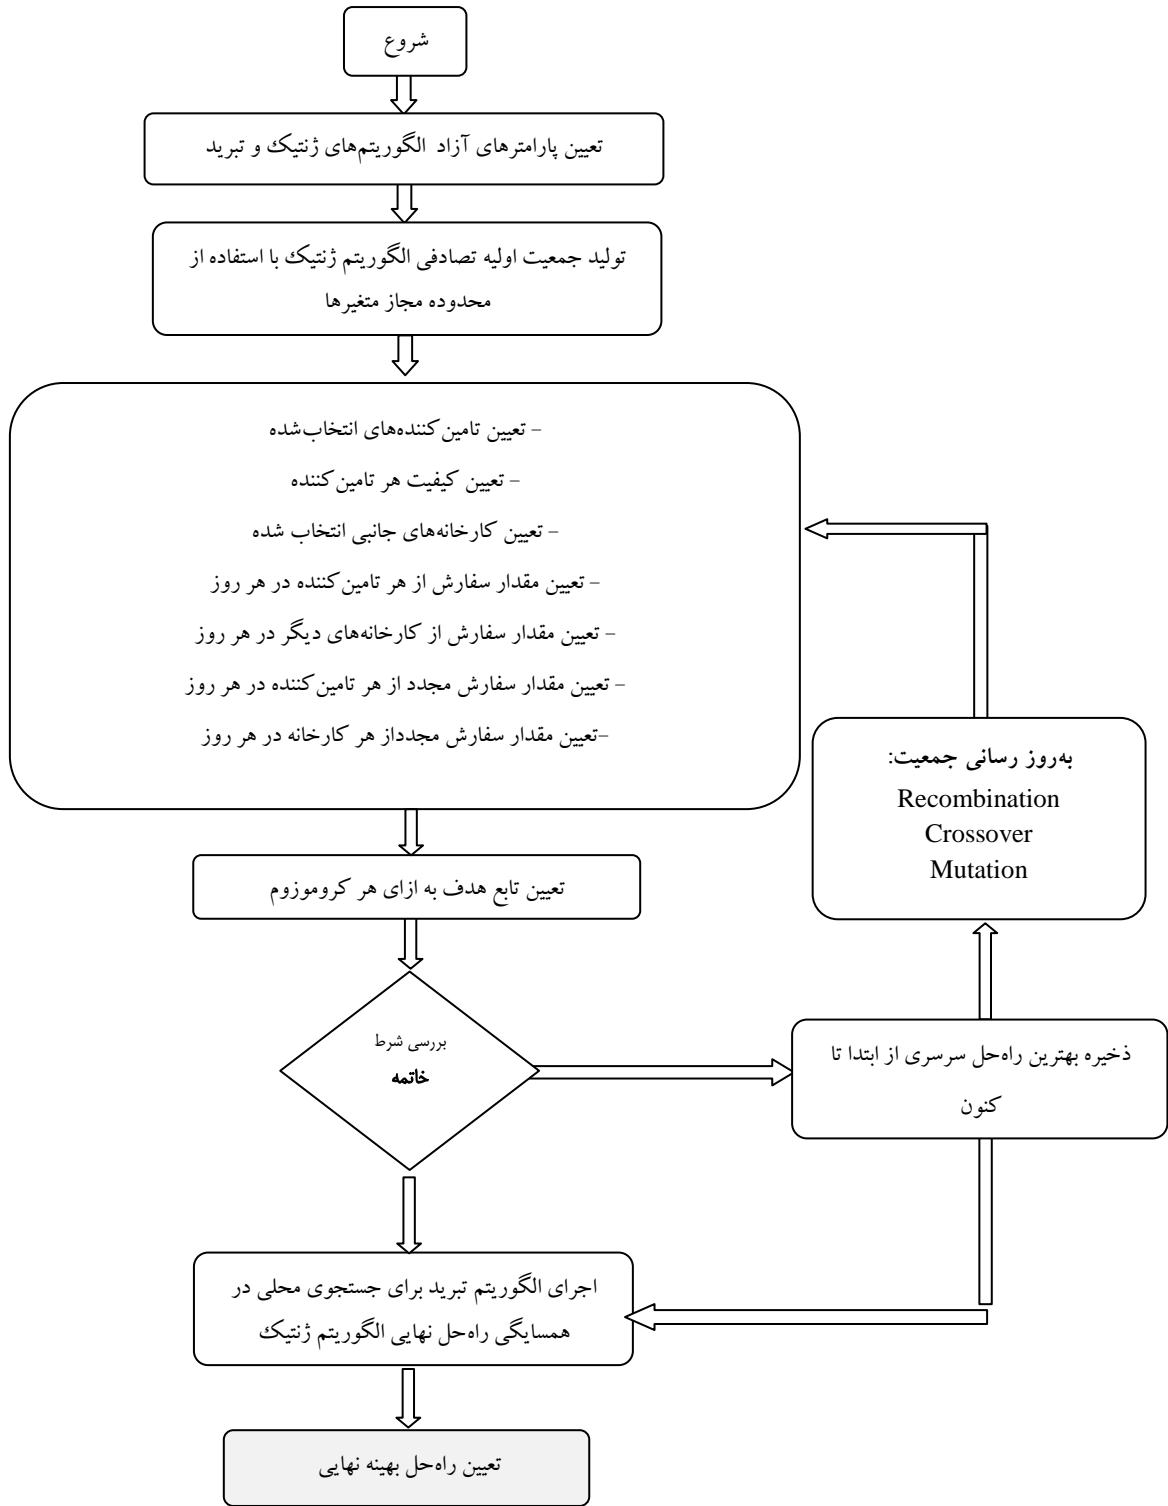 شروع
تعیین پارامترهای آزاد الگوریتم‌های ژنتیک و تبرید
تولید جمعیت اولیه تصادفی الگوریتم ژنتیک با استفاده از
محدوده مجاز متغیرها
- تعیین تامین‌کننده‌های انتخاب‌شده
- تعیین کیفیت هر تامین‌کننده
- تعیین کارخانه‌های جانبی انتخاب شده
- تعیین مقدار سفارش از هر تامین‌کننده در هر روز
- تعیین مقدار سفارش از کارخانه‌های دیگر در هر روز
- تعیین مقدار سفارش مجدد از هر تامین‌کننده در هر روز
-تعیین مقدار سفارش مجدداز هر کارخانه در هر روز
به‌روز رسانی جمعیت:
Recombination
Crossover
Mutation
تعیین تابع هدف به ازای هر کروموزوم
بررسی شرط
خاتمه
ذخیره بهترین راه‌حل سرسری از ابتدا تا
کنون
اجرای الگوریتم تبرید برای جستجوی محلی در
همسایگی راه‌حل نهایی الگوریتم ژنتیک
تعیین راه‌حل بهینه نهایی